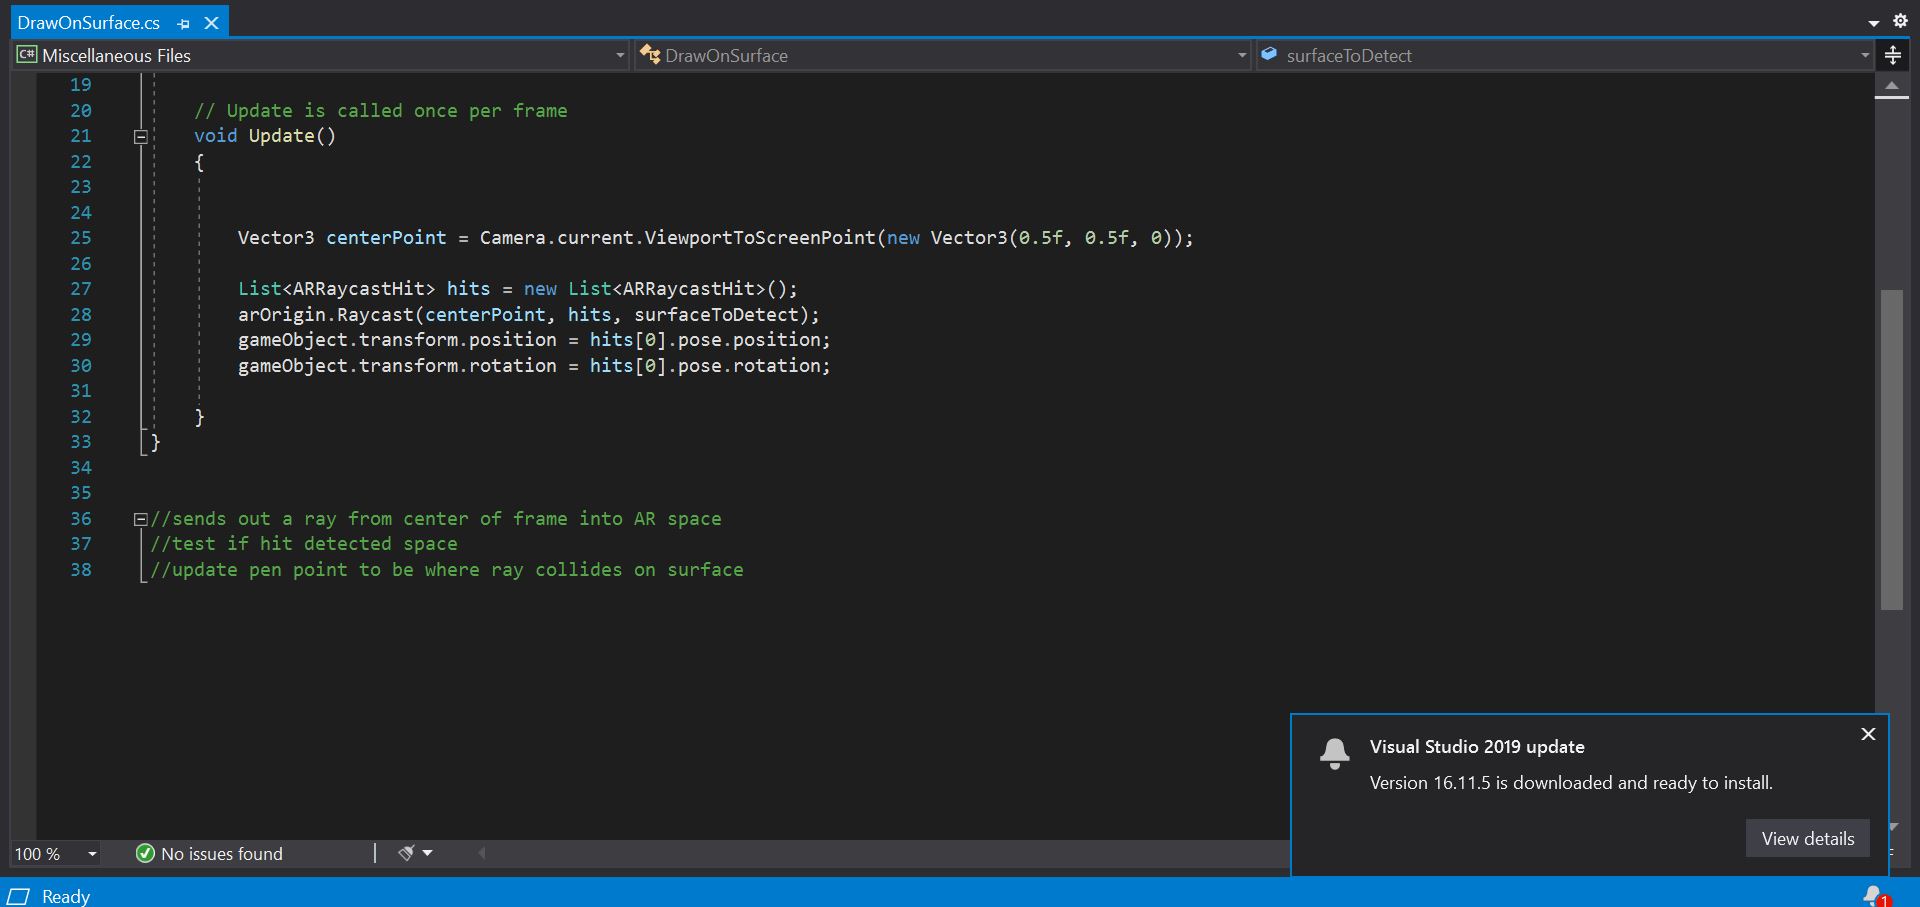 DrawOnSurface.cs
C# Miscellaneous Files
DrawOnSurface
surfaceToDetect
19
20 // Update is called once per frame
21 void Update()
22 {
23
24
25 Vector3 centerPoint = Camera.current.ViewportToScreenPoint(new Vector3(0.5f, 0.5f, 0));
26
27 List<ARRaycastHit> hits = new List<ARRaycastHit>();
28 arOrigin.Raycast(centerPoint, hits, surfaceToDetect);
29 gameObject.transform.position = hits[0].pose.position;
30 gameObject.transform.rotation = hits[0].pose.rotation;
31
32 }
33 }
34
35
36 //sends out a ray from center of frame into AR space
37 //test if hit detected space
38 //update pen point to be where ray collides on surface
Visual Studio 2019 update
Version 16.11.5 is downloaded and ready to install.
View details
100 %
No issues found
Ready
1